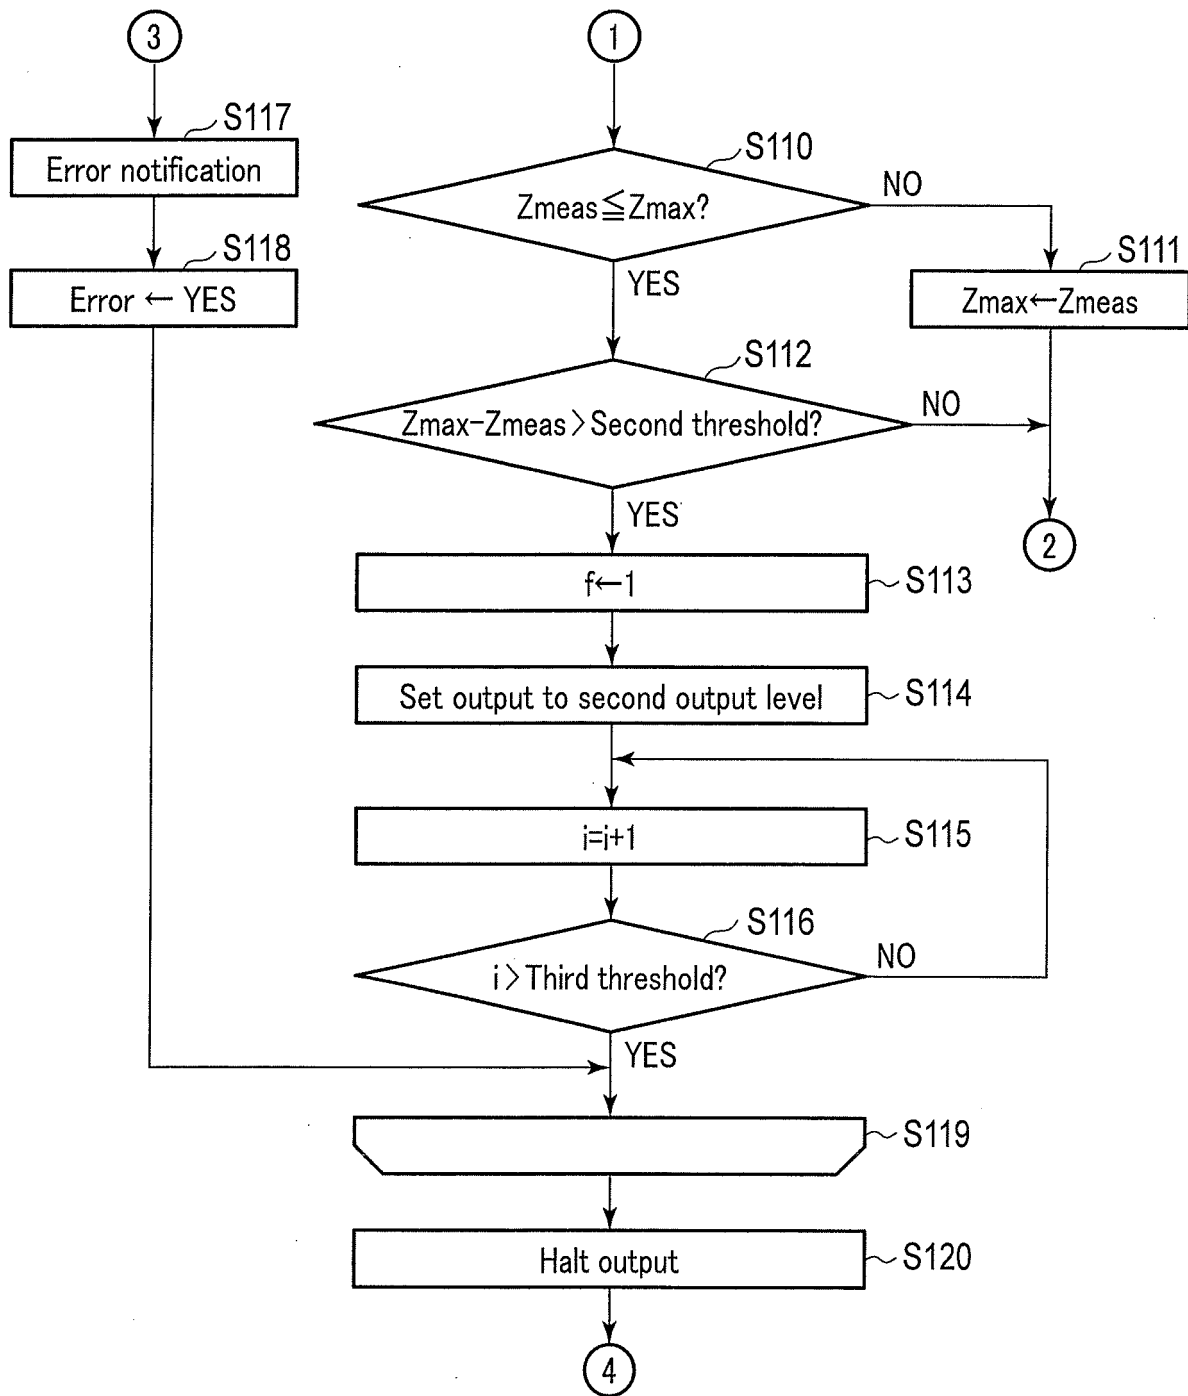 3
1
S117
Error notification
S110
Zmeas≦Zmax?
NO
YES
S118
Error ← YES
S111
Zmax←Zmeas
S112
Zmax−Zmeas>Second threshold?
NO
YES
2
f←1
S113
Set output to second output level
S114
i=i+1
S115
S116
i>Third threshold?
NO
YES
S119
Halt output
S120
4